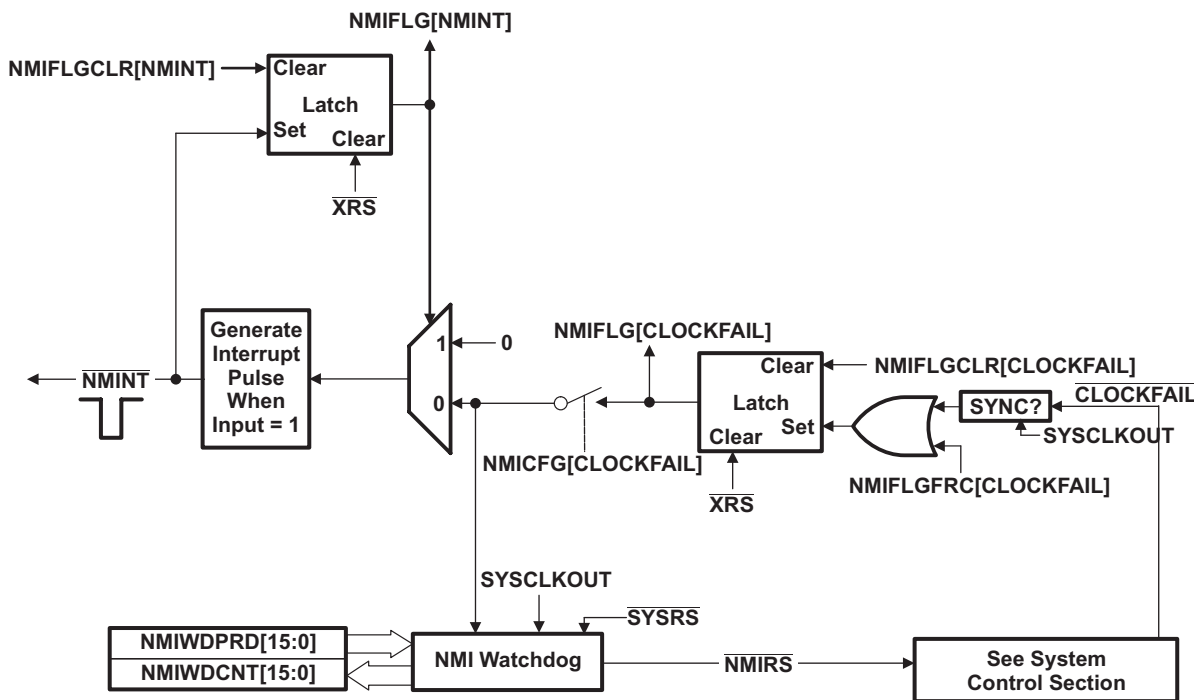 NMIFLG[NMINT]
NMIFLGCLR[NMINT]
Clear
Latch
Set
Clear
XRS
Generate
Interrupt
Pulse
When
Input = 1
NMINT
1
0
0
NMIFLG[CLOCKFAIL]
NMICFG[CLOCKFAIL]
Clear
Latch
Clear
Set
XRS
NMIFLGCLR[CLOCKFAIL]
CLOCKFAIL
SYNC?
SYSCLKOUT
NMIFLGFRC[CLOCKFAIL]
SYSCLKOUT
SYSRS
NMIWDPRD[15:0]
NMIWDCNT[15:0]
NMI Watchdog
NMIRS
See System
Control Section